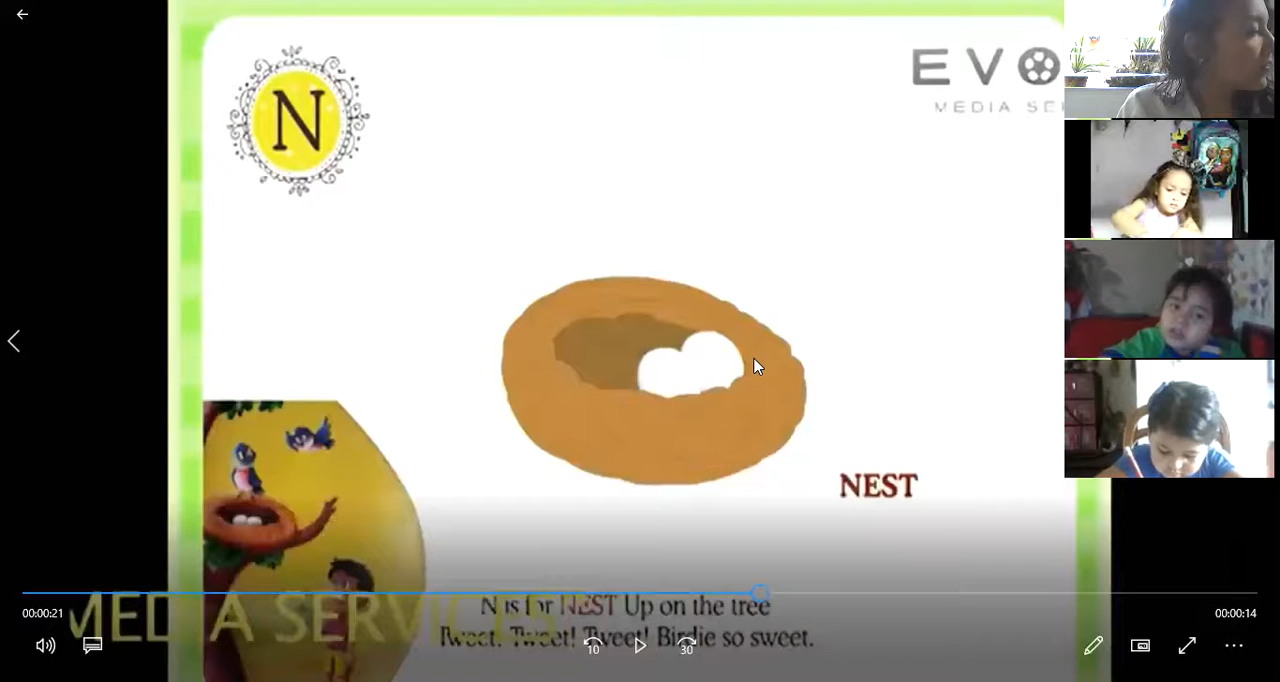 N
EVO
MEDIA SE
NEST
N is for NEST Up on the tree
Tweet. Tweet! Tweet! Birdie so sweet.
MEDIA SERVICES
00:00:21
00:00:14
10
30